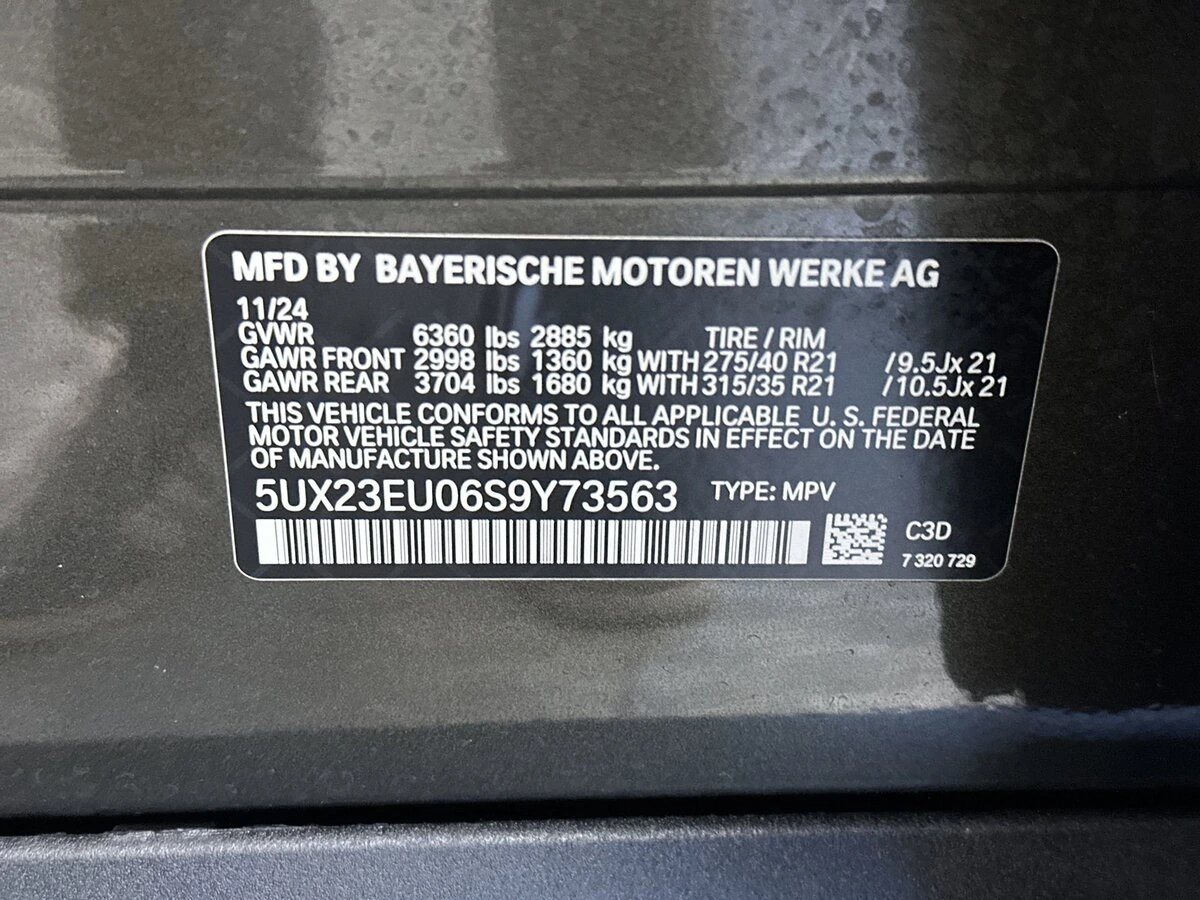 MFD BY BAYERISCHE MOTOREN WERKE AG
11/24
GVWR 6360 lbs 2885 kg TIRE / RIM
GAWR FRONT 2998 lbs 1360 kg WITH 275/40 R21 /9.5Jx 21
GAWR REAR 3704 lbs 1680 kg WITH 315/35 R21 /10.5Jx 21
THIS VEHICLE CONFORMS TO ALL APPLICABLE U. S. FEDERAL
MOTOR VEHICLE SAFETY STANDARDS IN EFFECT ON THE DATE
OF MANUFACTURE SHOWN ABOVE.
5UX23EU06S9Y73563 TYPE: MPV
C3D
7 320 729